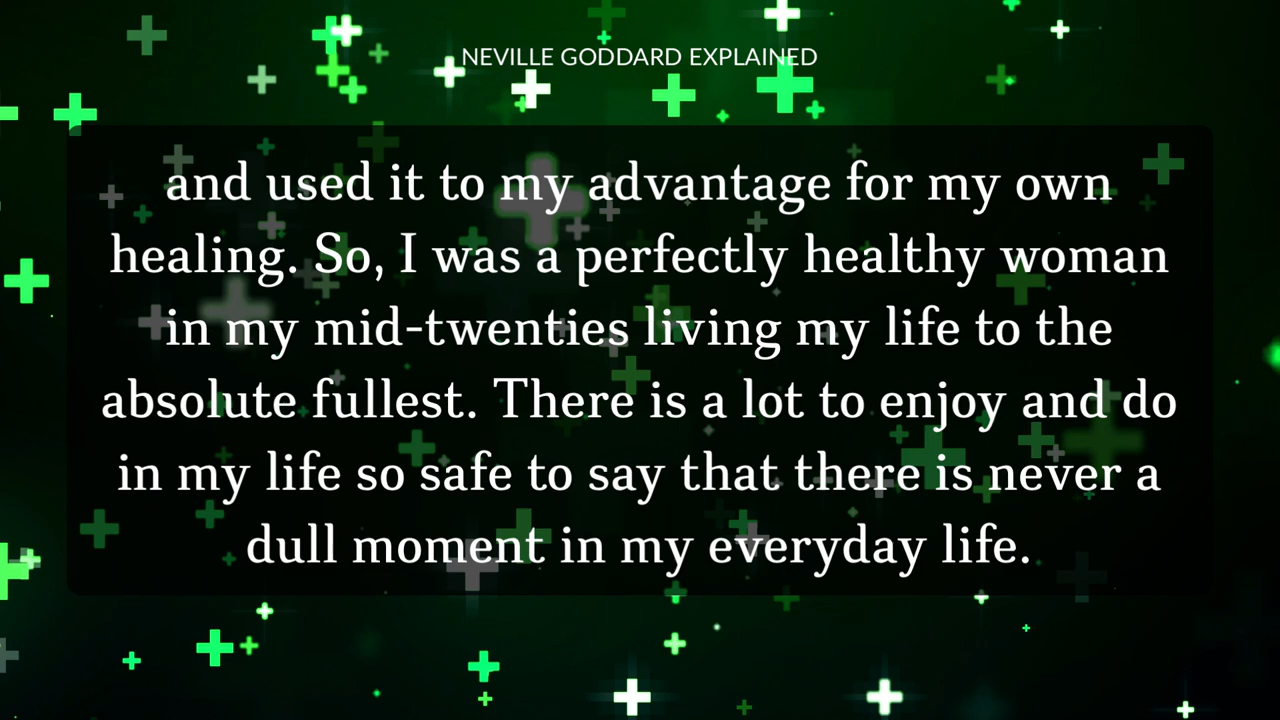 NEVILLE GODDARD EXPLAINED
and used it to my advantage for my own
healing. So, I was a perfectly healthy woman
in my mid-twenties living my life to the
absolute fullest. There is a lot to enjoy and do
in my life so safe to say that there is never a
dull moment in my everyday life.